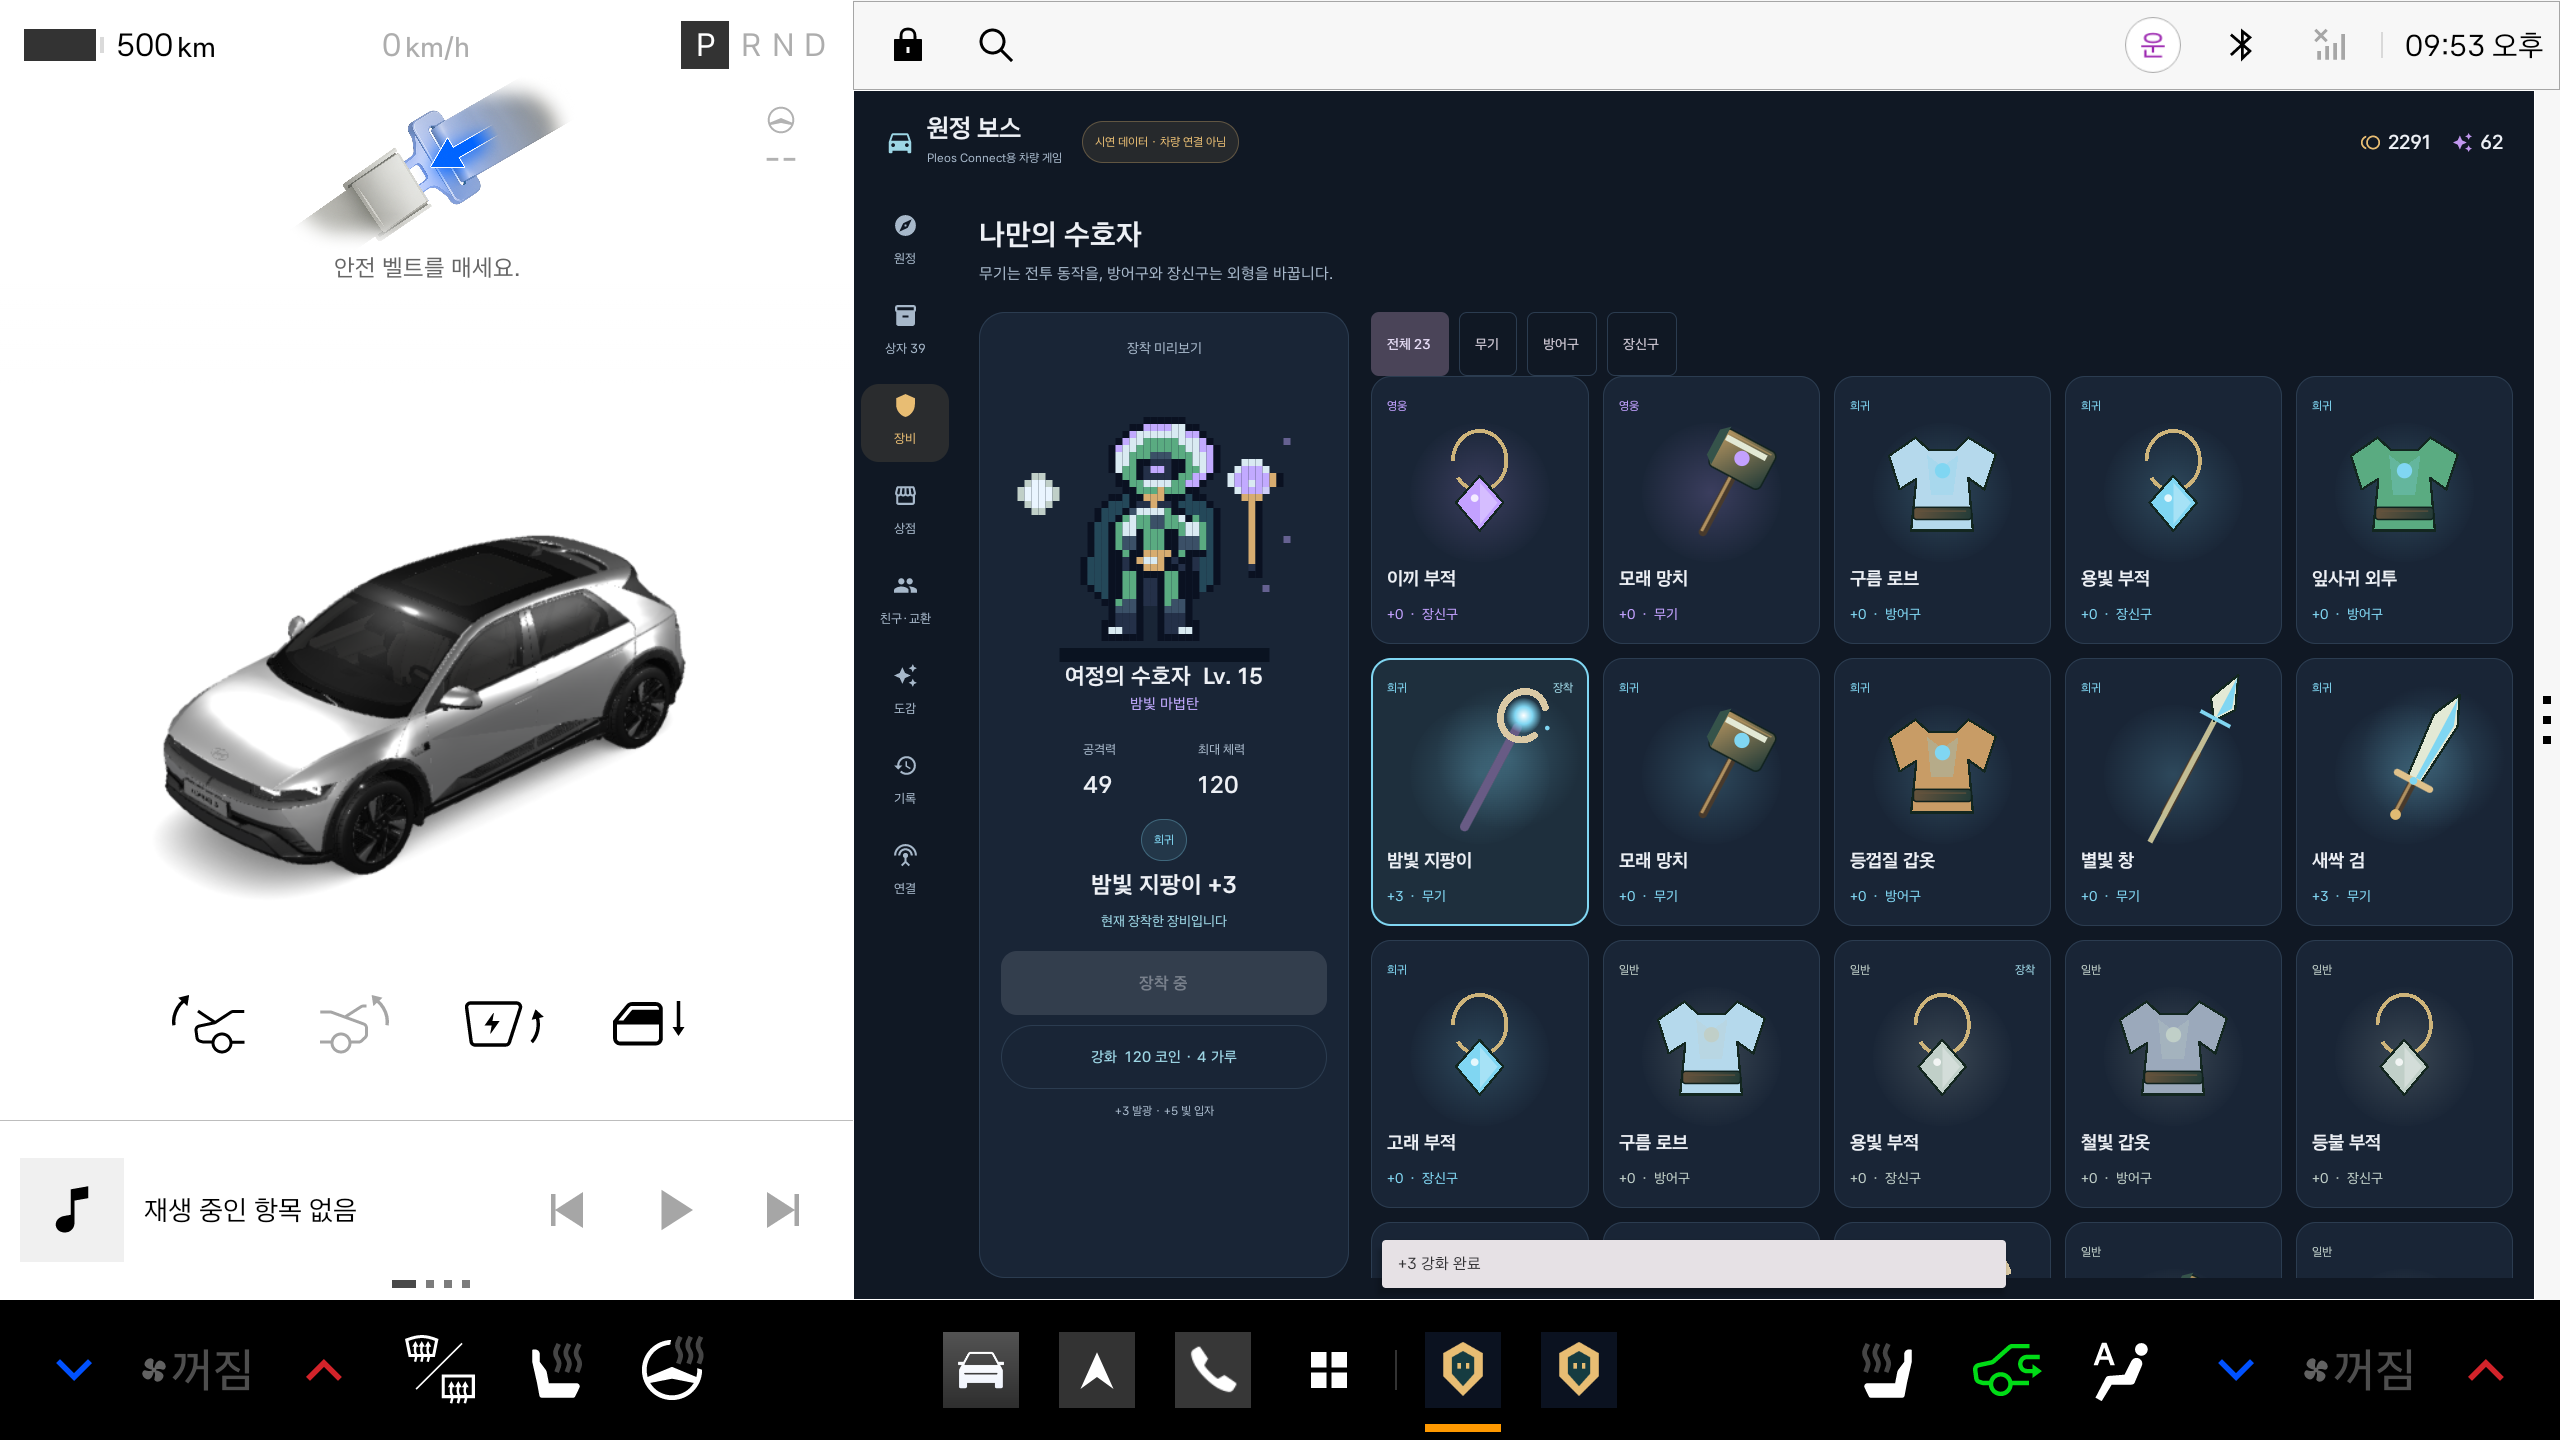 500 km
0 km/h
P R N D
안전 벨트를 매세요.
재생 중인 항목 없음
운
09:53 오후
원정 보스
Pleos Connect용 차량 게임
시연 데이터 · 차량 연결 아님
2291
62
원정
상자 39
장비
상점
친구·교환
도감
기록
연결
나만의 수호자
무기는 전투 동작을, 방어구와 장신구는 외형을 바꿉니다.
장착 미리보기
여정의 수호자 Lv. 15
밤빛 마법탄
공격력 최대 체력
49 120
희귀
밤빛 지팡이 +3
현재 장착한 장비입니다
장착 중
강화 120 코인 · 4 가루
+3 발광 · +5 빛 입자
전체 23 무기 방어구 장신구
영웅
이끼 부적
+0 · 장신구
영웅
모래 망치
+0 · 무기
희귀
구름 로브
+0 · 방어구
희귀
용빛 부적
+0 · 장신구
희귀
잎사귀 외투
+0 · 방어구
희귀 장착
밤빛 지팡이
+3 · 무기
희귀
모래 망치
+0 · 무기
희귀
등껍질 갑옷
+0 · 방어구
희귀
별빛 창
+0 · 무기
희귀
새싹 검
+3 · 무기
희귀
고래 부적
+0 · 장신구
일반
구름 로브
+0 · 방어구
일반 장착
용빛 부적
+0 · 장신구
일반
철빛 갑옷
+0 · 방어구
일반
등불 부적
+0 · 장신구
일반
일반
+3 강화 완료
꺼짐
A
꺼짐